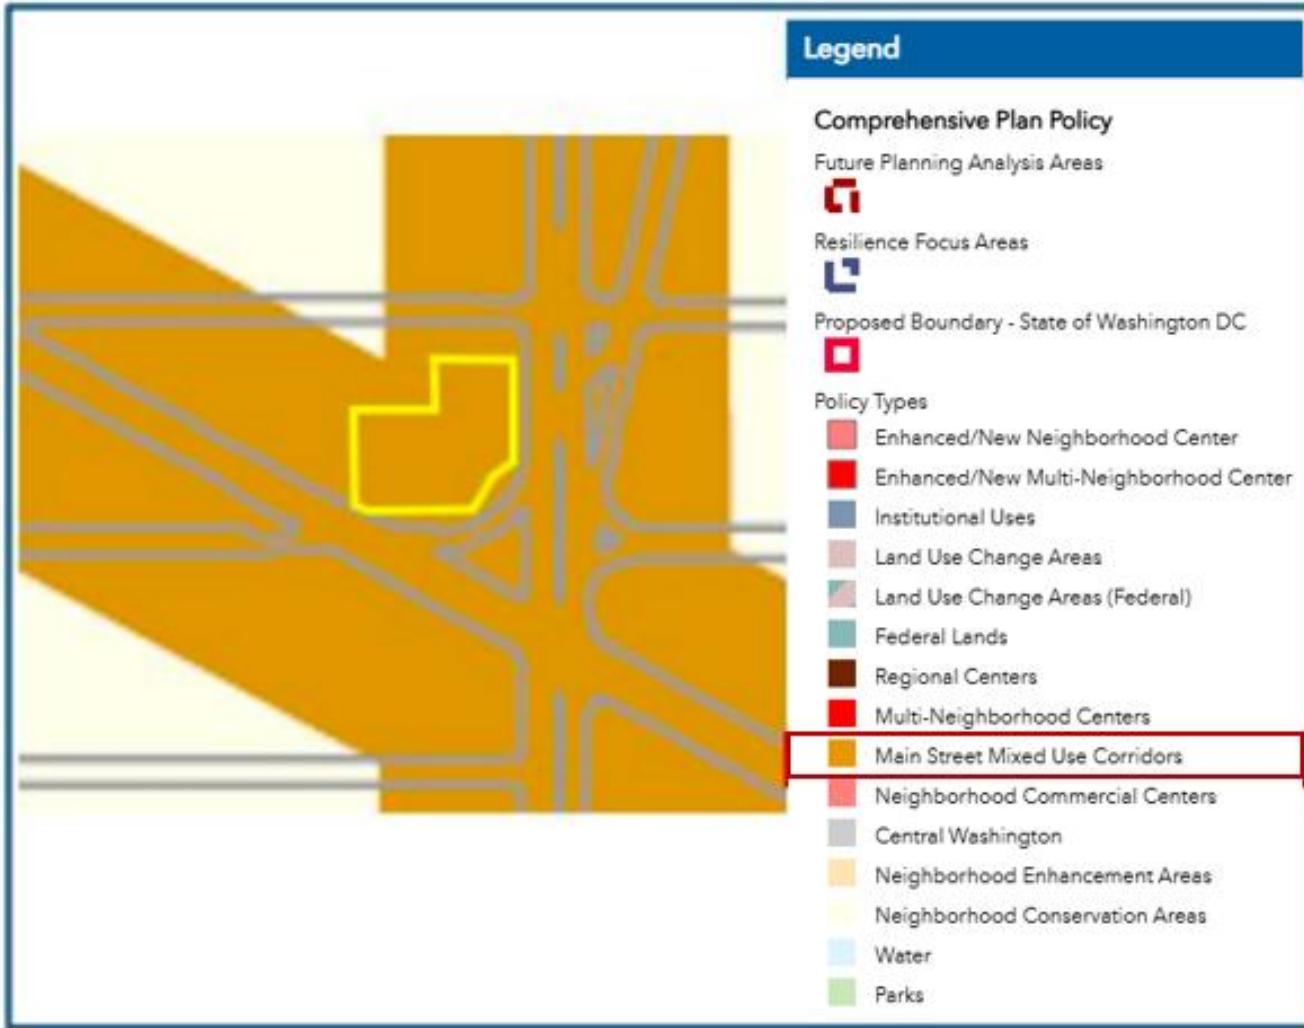 Legend
Comprehensive Plan Policy
Future Planning Analysis Areas
Resilience Focus Areas
Proposed Boundary - State of Washington DC
Policy Types
Enhanced/New Neighborhood Center
Enhanced/New Multi-Neighborhood Center
Institutional Uses
Land Use Change Areas
Land Use Change Areas (Federal)
Federal Lands
Regional Centers
Multi-Neighborhood Centers
Main Street Mixed Use Corridors
Neighborhood Commercial Centers
Central Washington
Neighborhood Enhancement Areas
Neighborhood Conservation Areas
Water
Parks